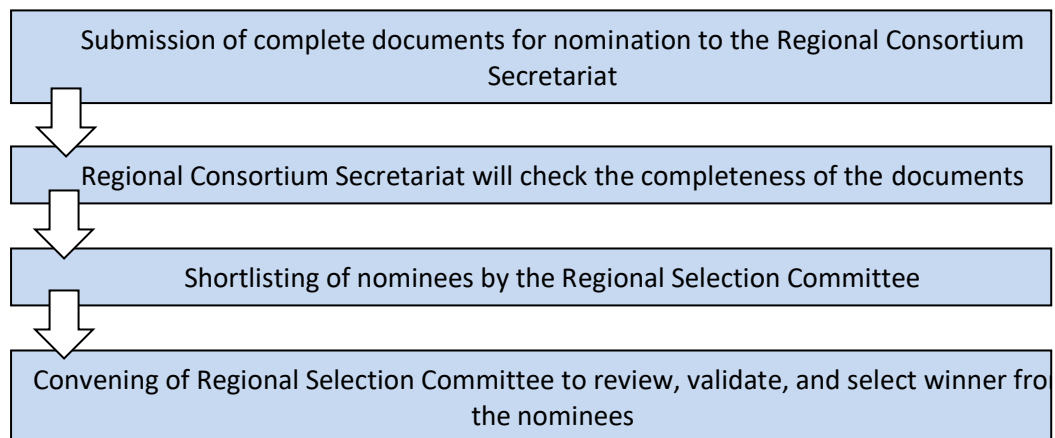 Submission of complete documents for nomination to the Regional Consortium
Secretariat
Regional Consortium Secretariat will check the completeness of the documents
Shortlisting of nominees by the Regional Selection Committee
Convening of Regional Selection Committee to review, validate, and select winner from
the nominees